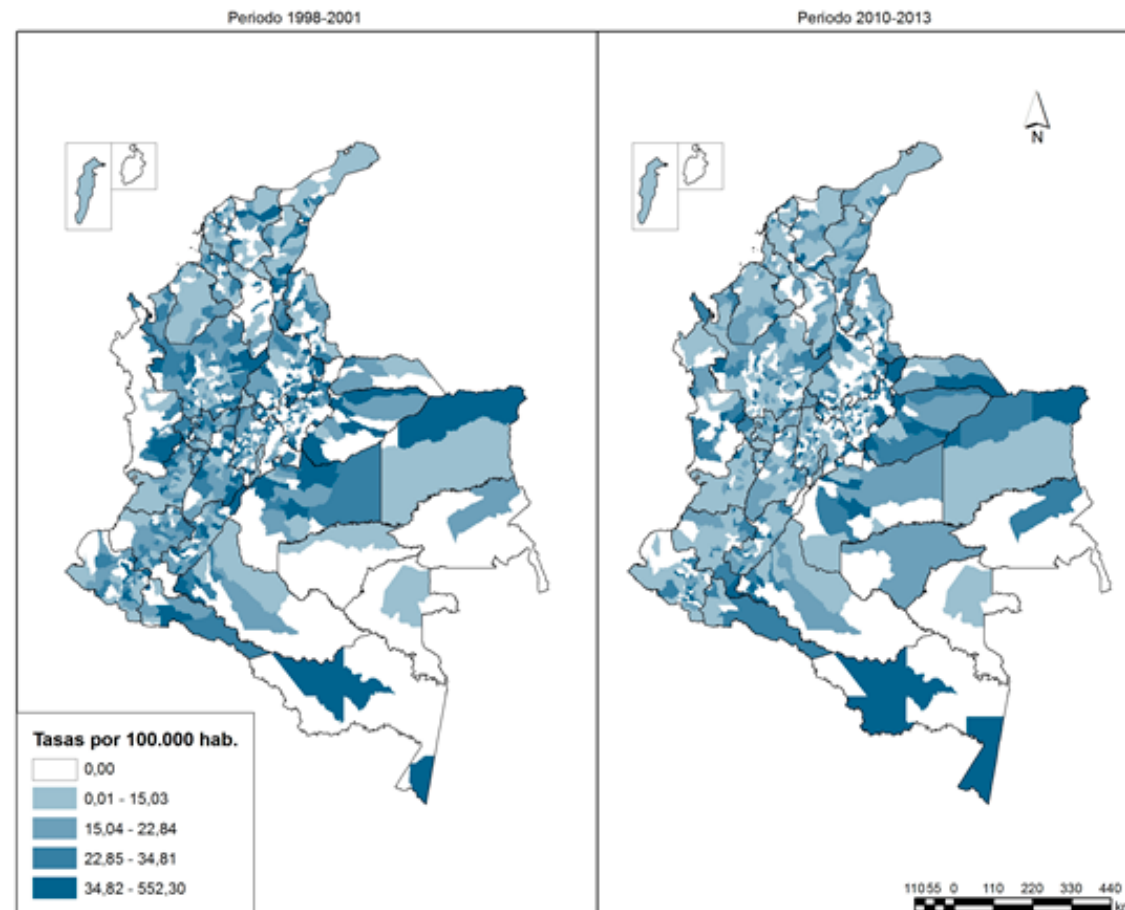 Periodo 1998-2001
Periodo 2010-2013
N
Tasas por 100.000 hab.
0,00
0,01 - 15,03
15,04 - 22,84
22,85 - 34,81
34,82 - 552,30
110 55 0 110 220 330 440